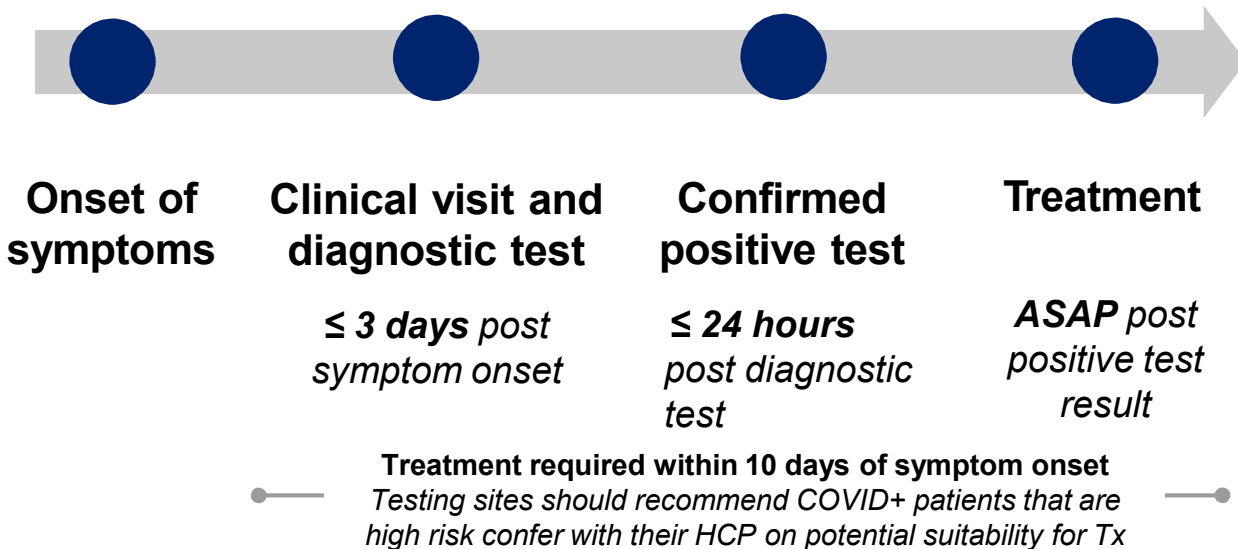 Onset of
symptoms
Clinical visit and
diagnostic test
≤ 3 days post
symptom onset
Confirmed
positive test
≤ 24 hours
post diagnostic
test
Treatment
ASAP post
positive test
result
Treatment required within 10 days of symptom onset
Testing sites should recommend COVID+ patients that are
high risk confer with their HCP on potential suitability for Tx